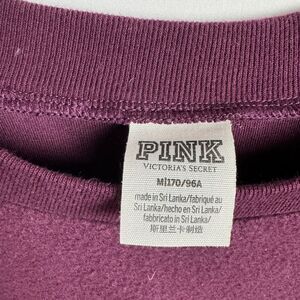 PINK
VICTORIA'S SECRET
M|170/96A
made in Sri Lanka/fabriqué au
Sri Lanka/hecho en Sri Lanka/
fabbricato in Sri Lanka/
斯里兰卡制造